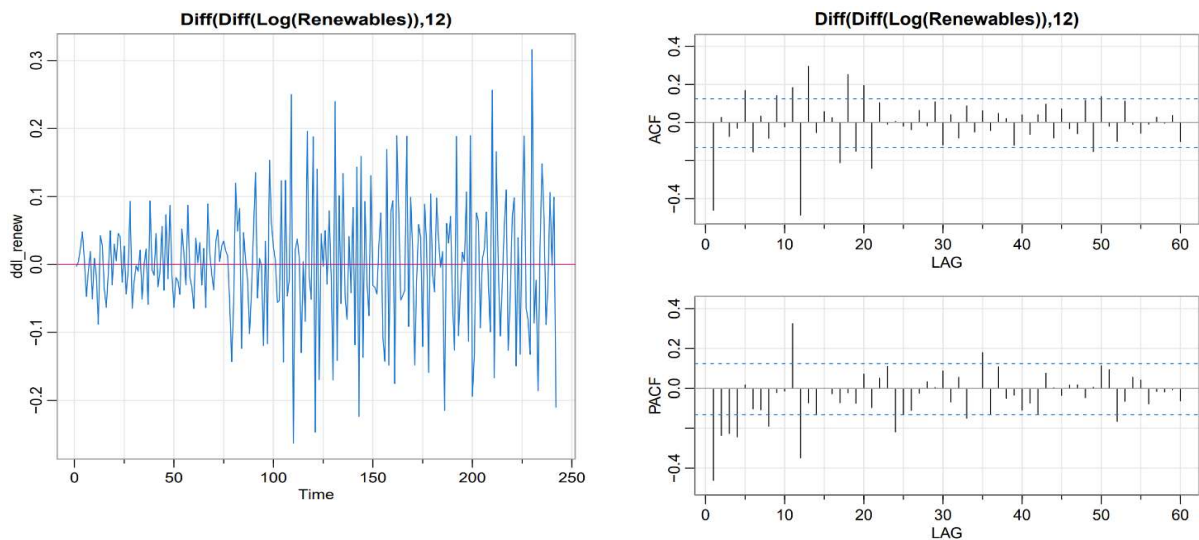 Diff(Diff(Log(Renewables)),12)
ddl_renew
0.3
0.2
0.1
0.0
−0.1
−0.2
0 50 100 150 200 250
Time
Diff(Diff(Log(Renewables)),12)
ACF
0.4
0.2
0.0
−0.4
0 10 20 30 40 50 60
LAG
PACF
0.4
0.2
0.0
−0.4
0 10 20 30 40 50 60
LAG